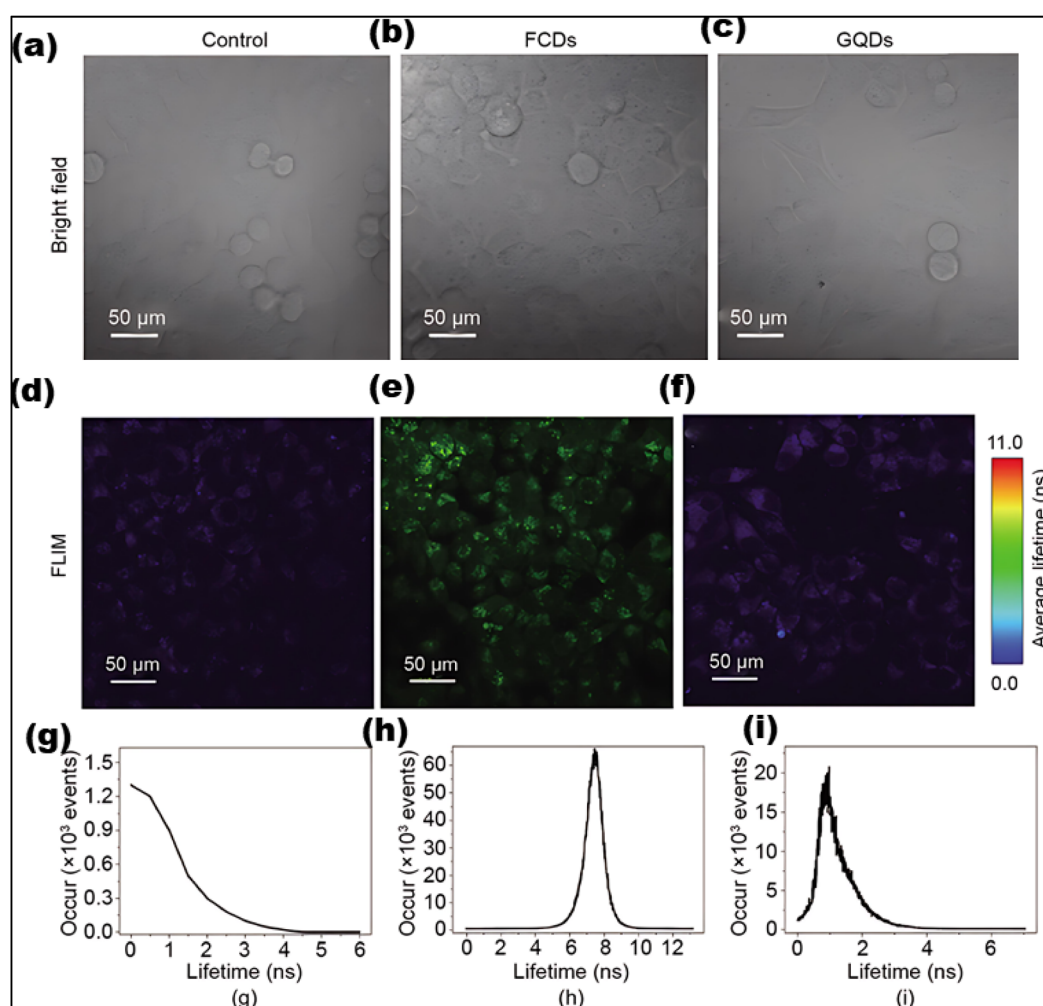 (a) Control (b) FCDs (c) GQDs
Bright field
50 µm 50 µm 50 µm
(d) (e) (f)
FLIM
50 µm 50 µm 50 µm
11.0
Average lifetime (ns)
0.0
(g)
Occur (×10³ events)
1.5
1.2
0.9
0.6
0.3
0.0
0 1 2 3 4 5 6
Lifetime (ns)
(g)
(h)
Occur (×10³ events)
60
50
40
30
20
10
0
0 2 4 6 8 10 12
Lifetime (ns)
(h)
(i)
Occur (×10³ events)
20
15
10
5
0
0 2 4 6
Lifetime (ns)
(i)